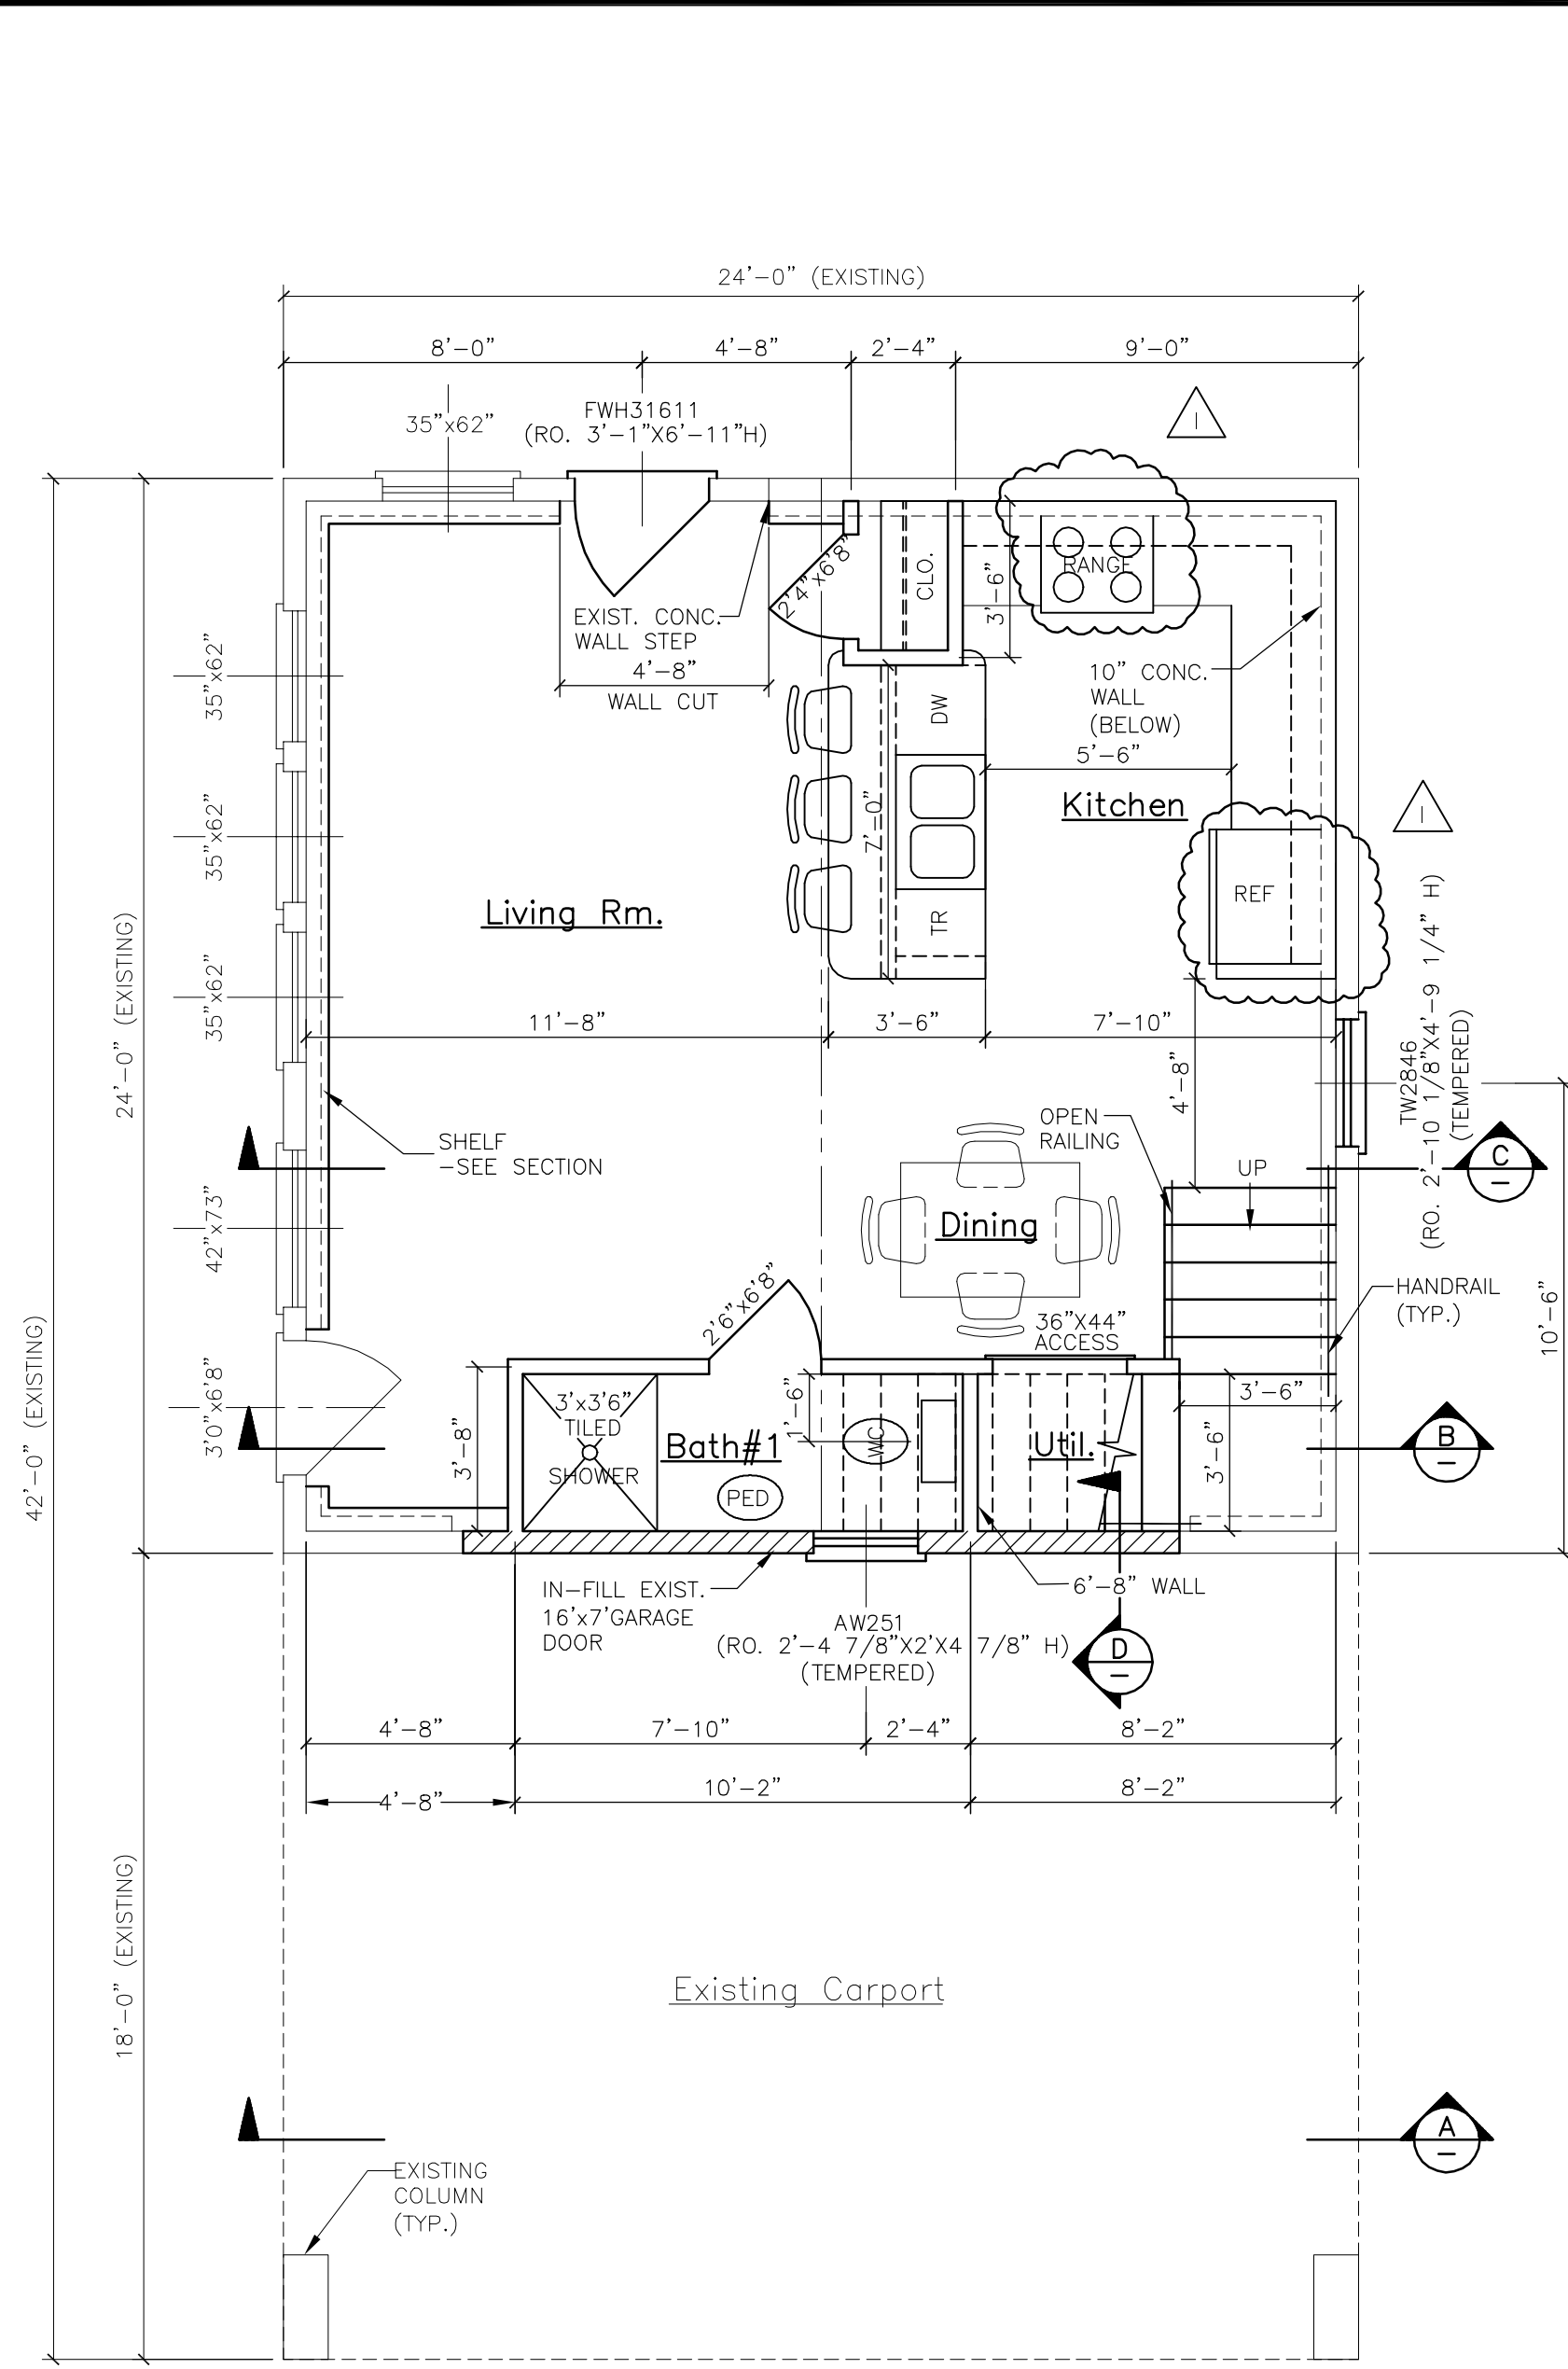 24'-0" (EXISTING)
8'-0"
4'-8"
2'-4"
9'-0"
35"x62"
FWH31611
(RO. 3'-1"X6'-11"H)
1
2'4"x6'8"
CLO.
3'-6"
RANGE
EXIST. CONC.
WALL STEP
4'-8"
WALL CUT
35"x62"
10" CONC.
WALL
(BELOW)
DW
5'-6"
Kitchen
7'-0"
35"x62"
1
REF
TR
Living Rm.
24'-0" (EXISTING)
35"x62"
11'-8"
3'-6"
7'-10"
4'-8"
TW2846
(RO. 2'-10 1/8"X4'-9 1/4" H)
(TEMPERED)
OPEN
RAILING
SHELF
-SEE SECTION
UP
C
42"x73"
Dining
HANDRAIL
(TYP.)
10'-6"
2'6"x6'8"
36"X44"
ACCESS
42'-0" (EXISTING)
3'0"x6'8"
3'-8"
3'x3'6"
TILED
SHOWER
Bath#1
1'-6"
WC
PED
Util.
3'-6"
3'-6"
B
IN-FILL EXIST.
16'x7'GARAGE
DOOR
AW251
(RO. 2'-4 7/8"X2'X4 7/8" H)
(TEMPERED)
6'-8" WALL
D
4'-8"
7'-10"
2'-4"
8'-2"
4'-8"
10'-2"
8'-2"
18'-0" (EXISTING)
Existing Carport
A
EXISTING
COLUMN
(TYP.)